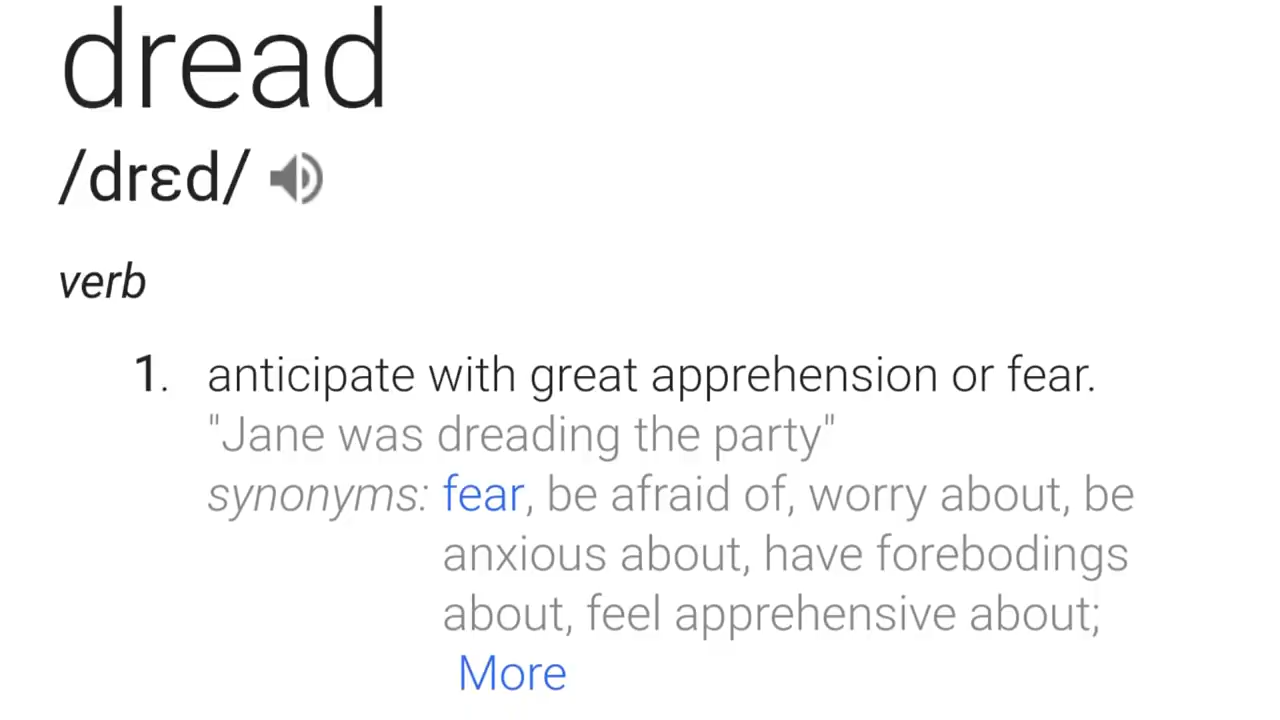 dread
/drɛd/
verb
1. anticipate with great apprehension or fear.
"Jane was dreading the party"
synonyms: fear, be afraid of, worry about, be
anxious about, have forebodings
about, feel apprehensive about;
More